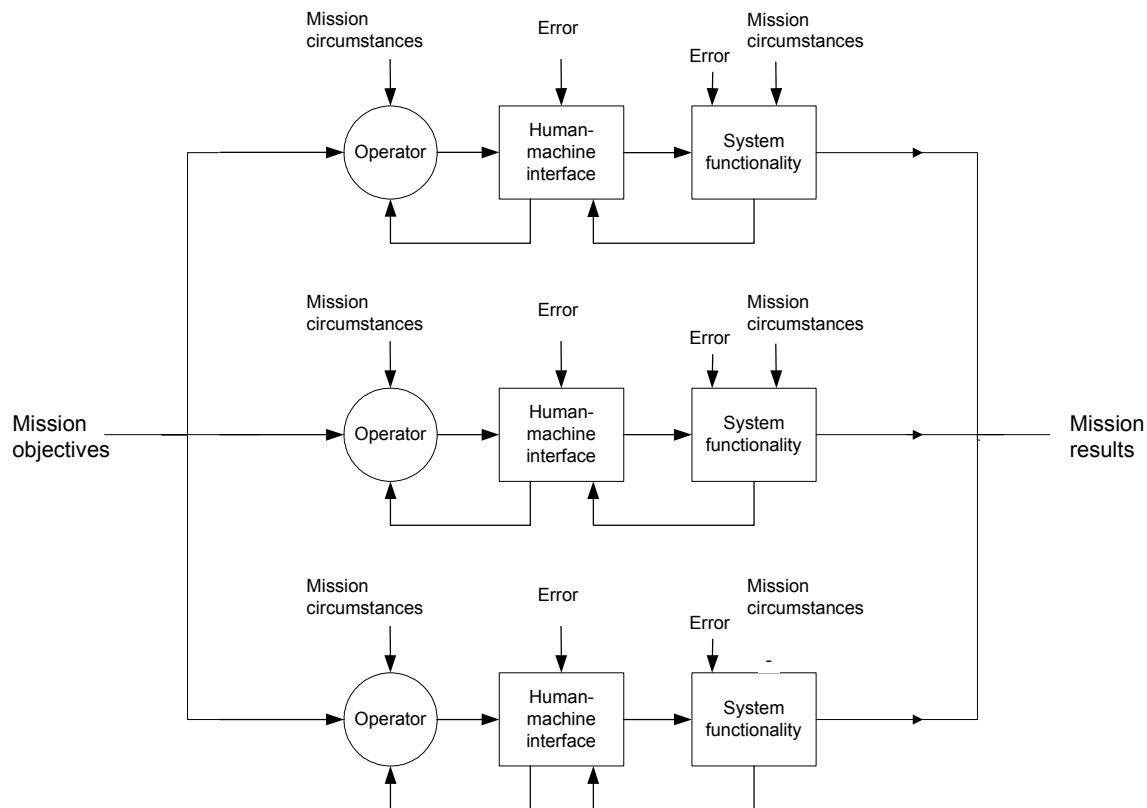 Mission
circumstances
Error
Error
Mission
circumstances
Operator
Human-
machine
interface
System
functionality
Mission
circumstances
Error
Error
Mission
circumstances
Mission
objectives
Operator
Human-
machine
interface
System
functionality
Mission
results
Mission
circumstances
Error
Error
Mission
circumstances
Operator
Human-
machine
interface
System
functionality